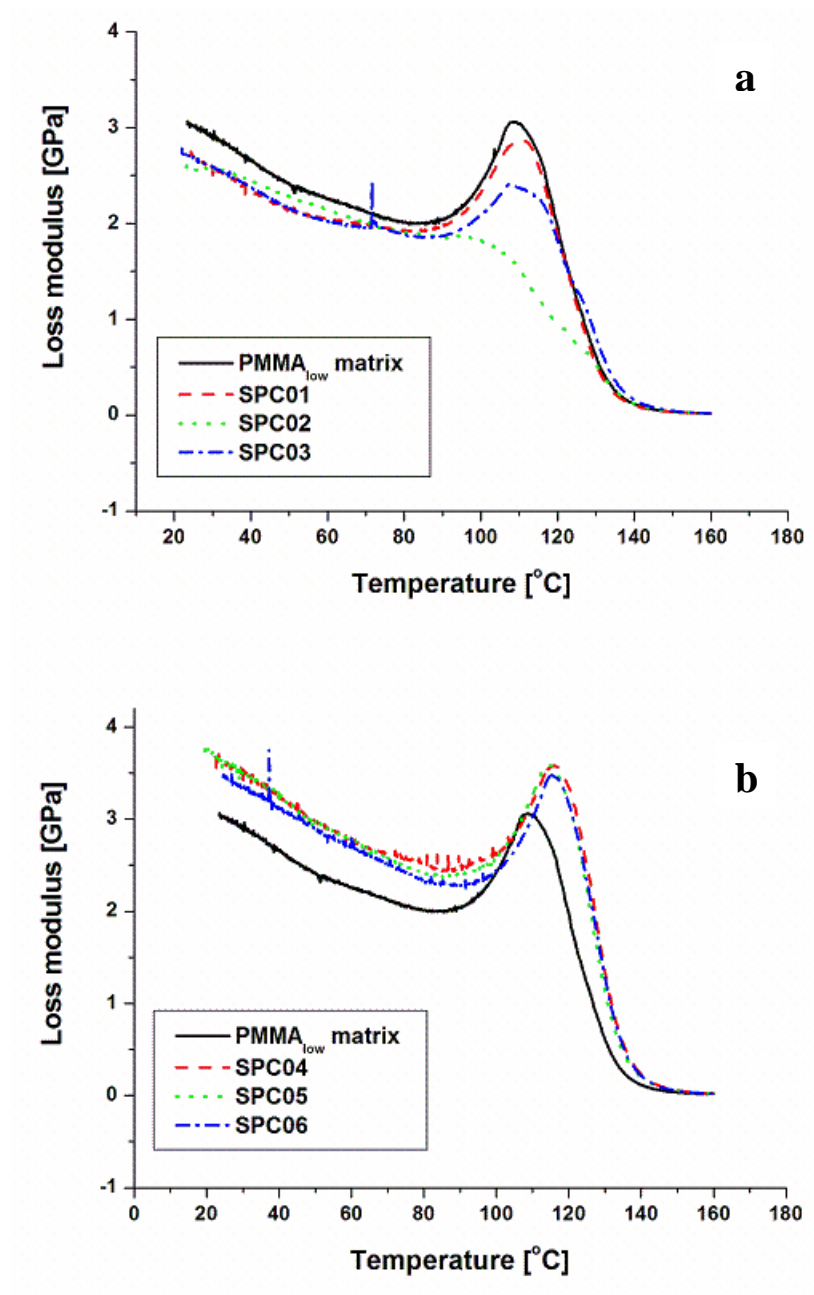 a
4
3
2
1
0
-1
Loss modulus [GPa]
PMMAlow matrix
SPC01
SPC02
SPC03
20 40 60 80 100 120 140 160 180
Temperature [°C]
b
4
3
2
1
0
-1
Loss modulus [GPa]
PMMAlow matrix
SPC04
SPC05
SPC06
0 20 40 60 80 100 120 140 160 180
Temperature [°C]